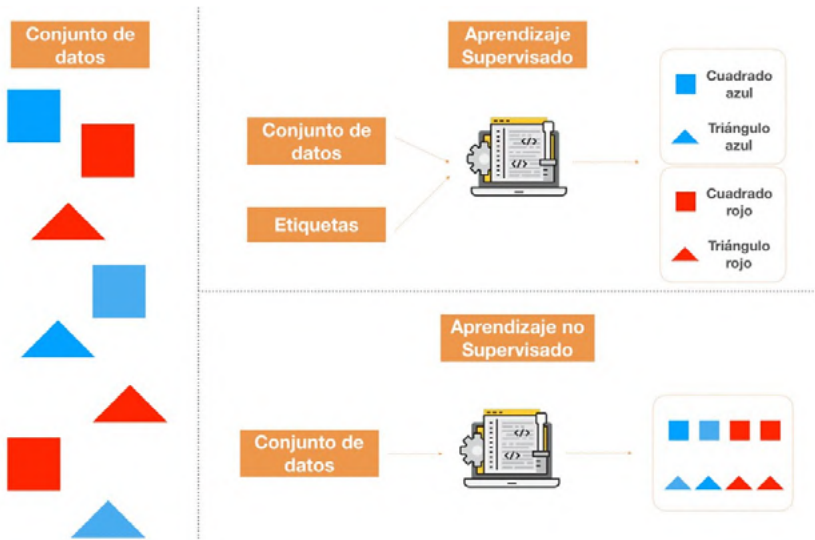 Conjunto de
datos
Aprendizaje
Supervisado
Conjunto de
datos
Etiquetas
</>
</>
Cuadrado
azul
Triángulo
azul
Cuadrado
rojo
Triángulo
rojo
Aprendizaje no
Supervisado
Conjunto de
datos
</>
</>